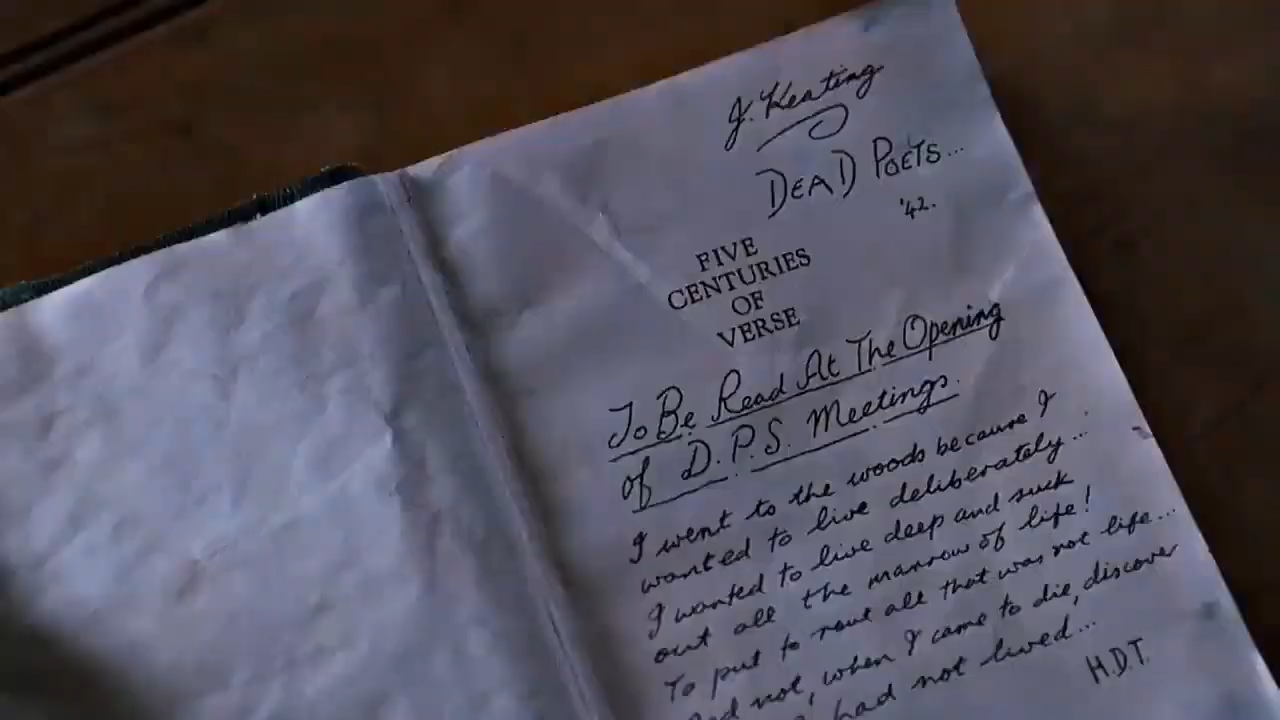 J. Keating
DEAD POETS...
'42.
FIVE
CENTURIES
OF
VERSE
To Be Read At The Opening
of D.P.S. Meetings.
I went to the woods because I
wanted to live deliberately...
I wanted to live deep and suck
out all the marrow of life!
To put to rout all that was not life...
and not, when I came to die, discover
had not lived...
H.D.T.